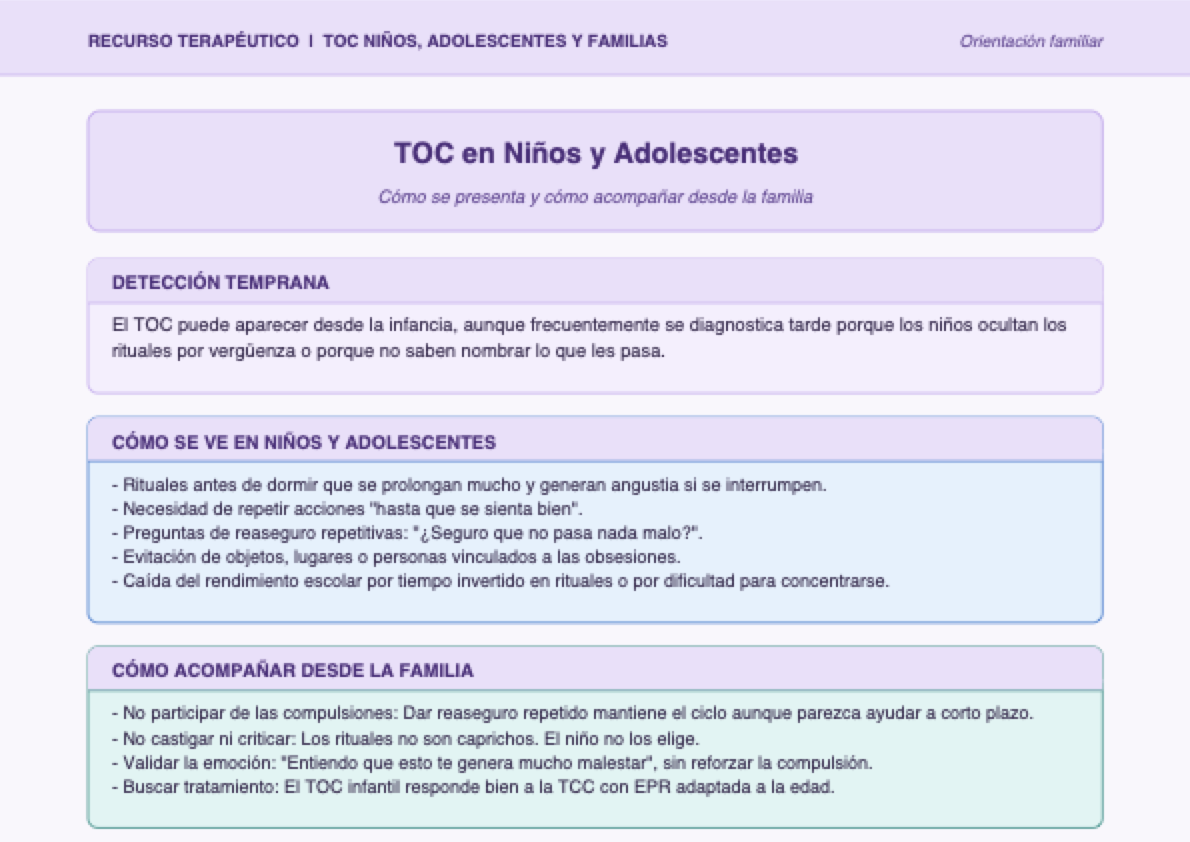 RECURSO TERAPÉUTICO | TOC NIÑOS, ADOLESCENTES Y FAMILIAS
Orientación familiar
TOC en Niños y Adolescentes
Cómo se presenta y cómo acompañar desde la familia
DETECCIÓN TEMPRANA
El TOC puede aparecer desde la infancia, aunque frecuentemente se diagnostica tarde porque los niños ocultan los
rituales por vergüenza o porque no saben nombrar lo que les pasa.
CÓMO SE VE EN NIÑOS Y ADOLESCENTES
- Rituales antes de dormir que se prolongan mucho y generan angustia si se interrumpen.
- Necesidad de repetir acciones "hasta que se sienta bien".
- Preguntas de reaseguro repetitivas: "¿Seguro que no pasa nada malo?".
- Evitación de objetos, lugares o personas vinculados a las obsesiones.
- Caída del rendimiento escolar por tiempo invertido en rituales o por dificultad para concentrarse.
CÓMO ACOMPAÑAR DESDE LA FAMILIA
- No participar de las compulsiones: Dar reaseguro repetido mantiene el ciclo aunque parezca ayudar a corto plazo.
- No castigar ni criticar: Los rituales no son caprichos. El niño no los elige.
- Validar la emoción: "Entiendo que esto te genera mucho malestar", sin reforzar la compulsión.
- Buscar tratamiento: El TOC infantil responde bien a la TCC con EPR adaptada a la edad.